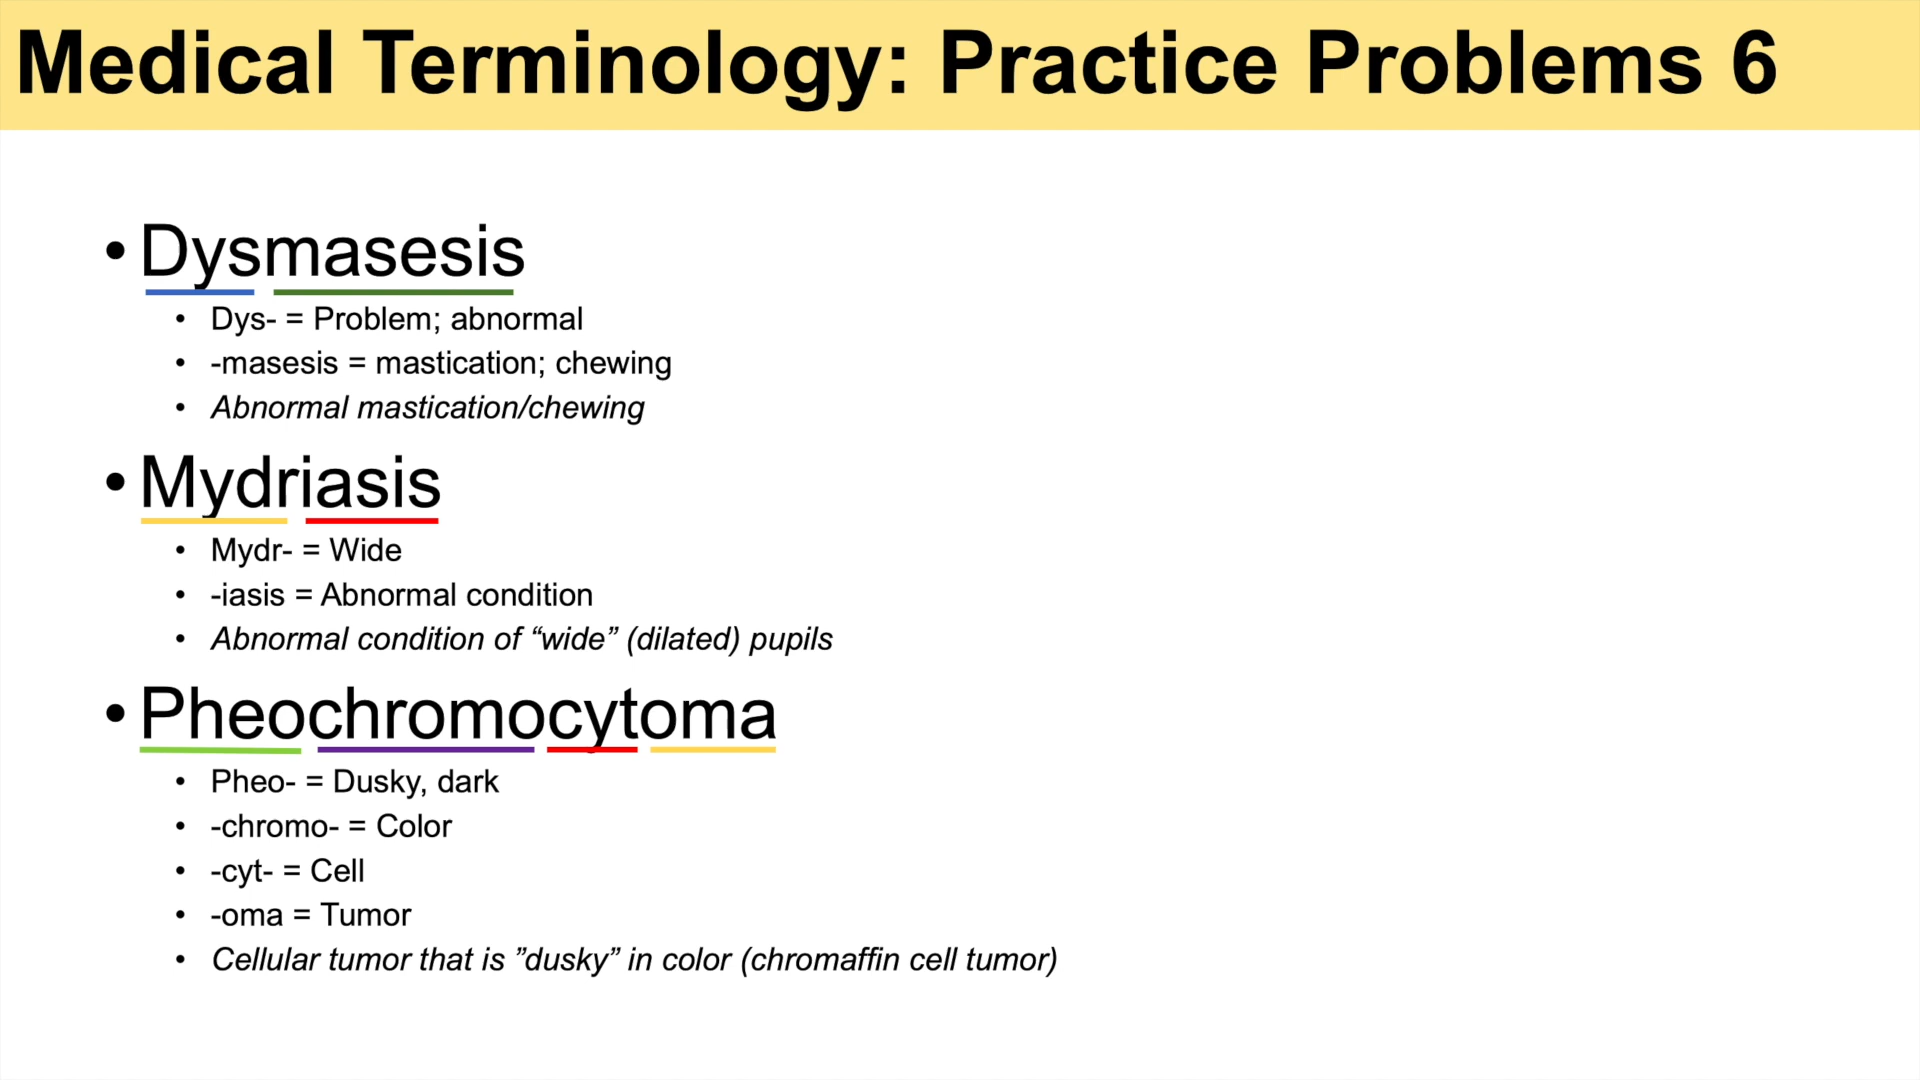 Medical Terminology: Practice Problems 6
• Dysmasesis
• Dys- = Problem; abnormal
• -masesis = mastication; chewing
• Abnormal mastication/chewing
• Mydriasis
• Mydr- = Wide
• -iasis = Abnormal condition
• Abnormal condition of “wide” (dilated) pupils
• Pheochromocytoma
• Pheo- = Dusky, dark
• -chromo- = Color
• -cyt- = Cell
• -oma = Tumor
• Cellular tumor that is ”dusky” in color (chromaffin cell tumor)